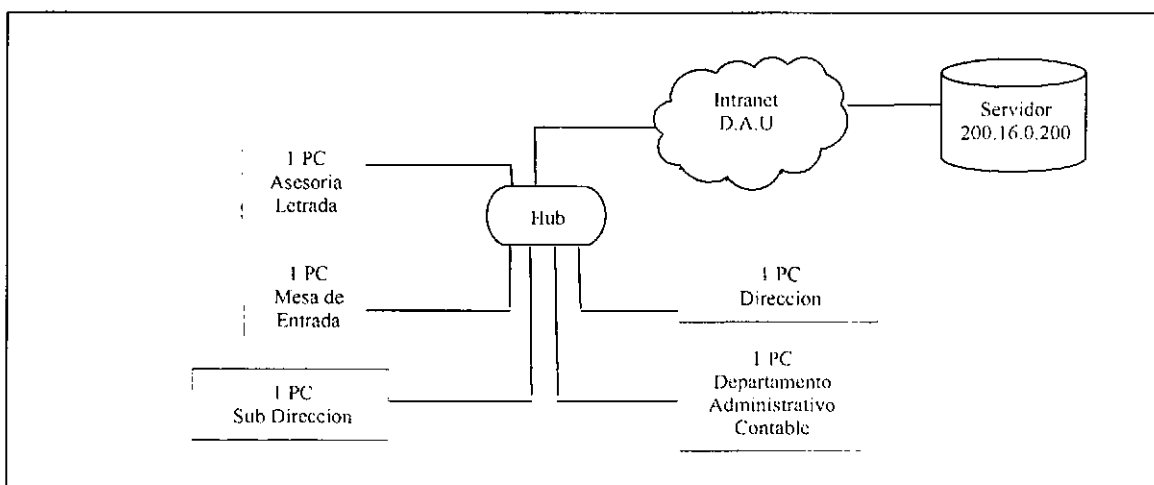 Intranet
D.A.U
Servidor
200.16.0.200
1 PC
Asesoria
Letrada
Hub
1 PC
Mesa de
Entrada
1 PC
Direccion
1 PC
Sub Direccion
1 PC
Departamento
Administrativo
Contable